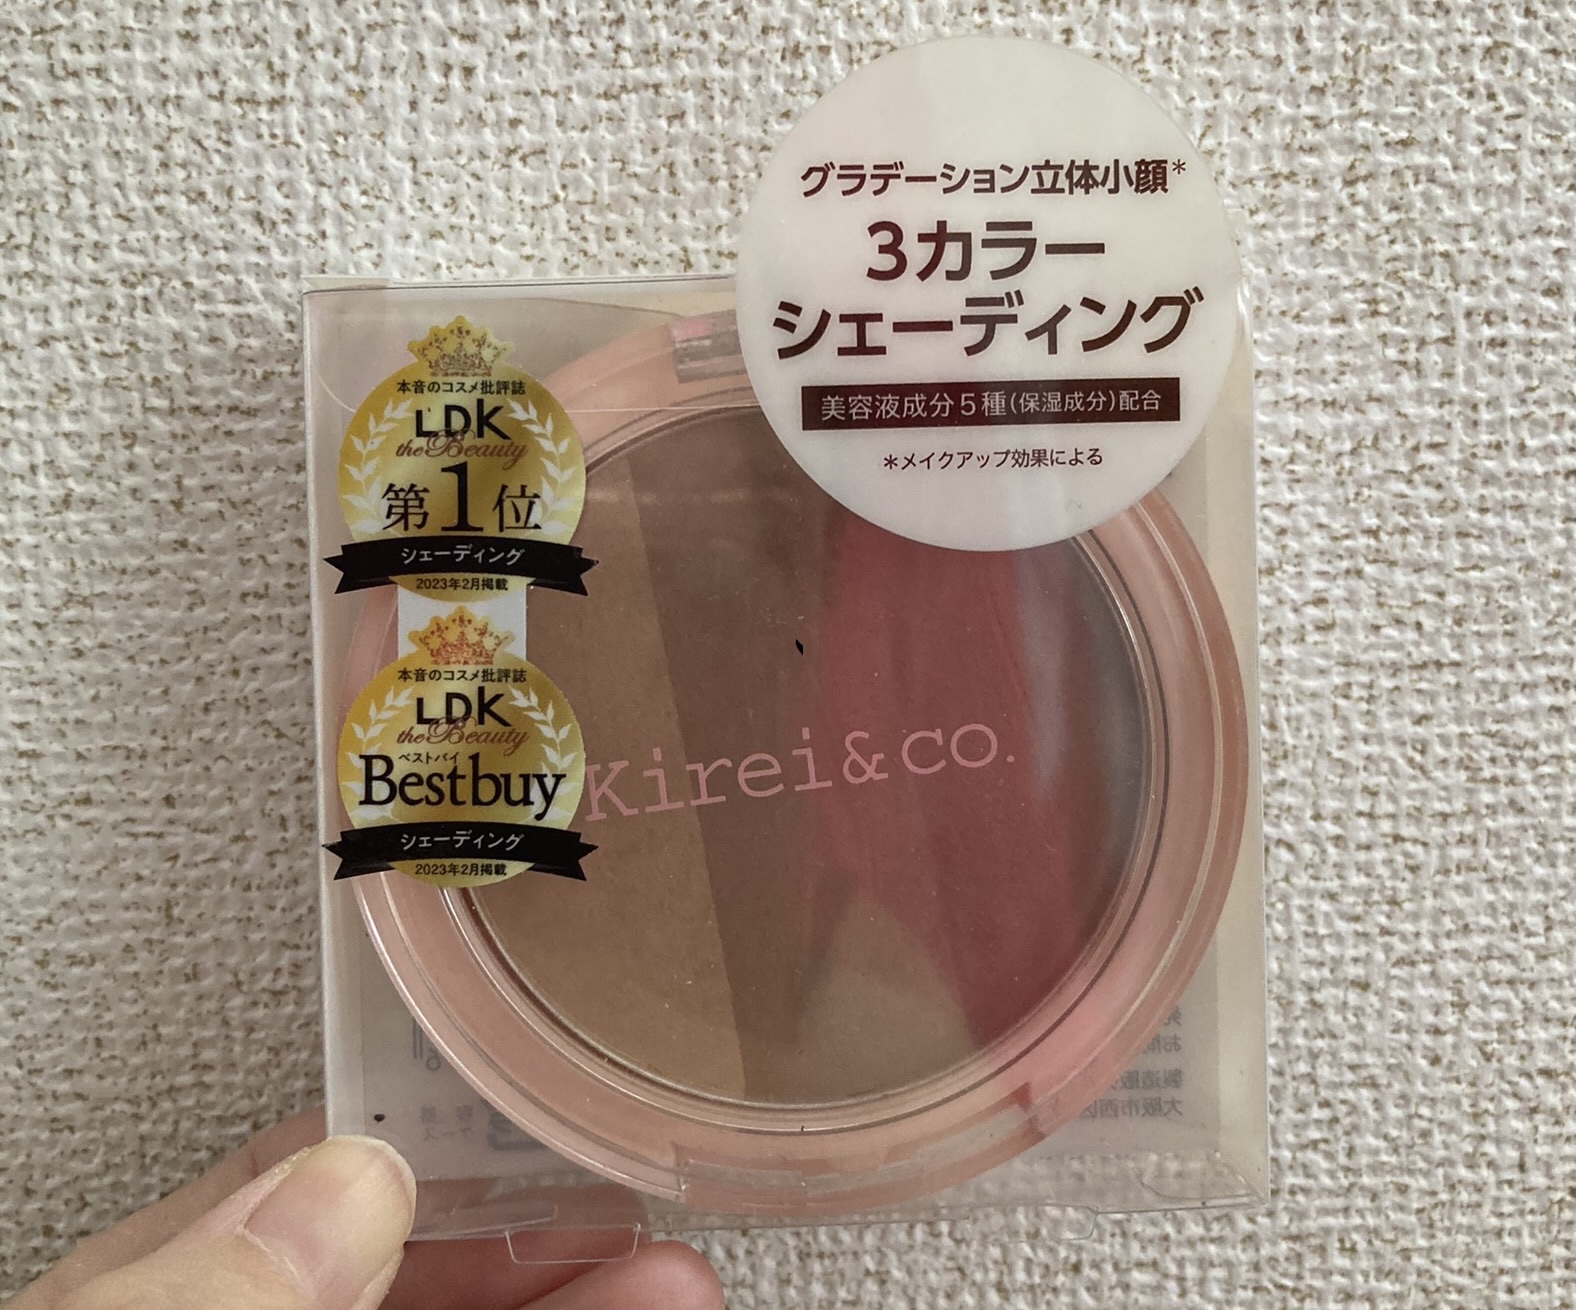 グラデーション立体小顔*
3カラー
シェーディング
美容液成分5種(保湿成分)配合
*メイクアップ効果による
本音のコスメ批評誌
LDK
the Beauty
第1位
シェーディング
2023年2月掲載
本音のコスメ批評誌
LDK
the Beauty
ベストバイ
Bestbuy
シェーディング
2023年2月掲載
Kirei&co.
大阪市西区